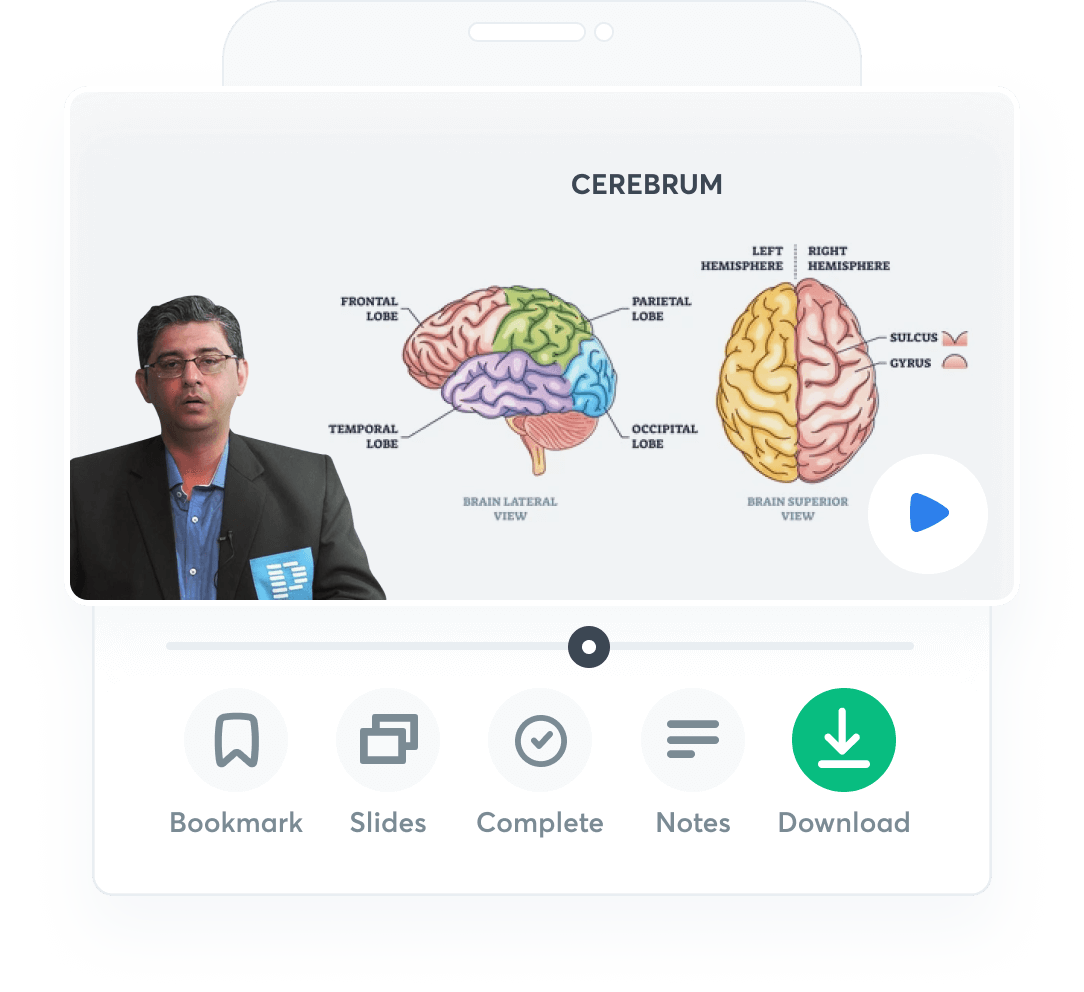 CEREBRUM
FRONTAL
LOBE
PARIETAL
LOBE
TEMPORAL
LOBE
OCCIPITAL
LOBE
BRAIN LATERAL
VIEW
LEFT
HEMISPHERE
RIGHT
HEMISPHERE
SULCUS
GYRUS
BRAIN SUPERIOR
VIEW
Bookmark
Slides
Complete
Notes
Download